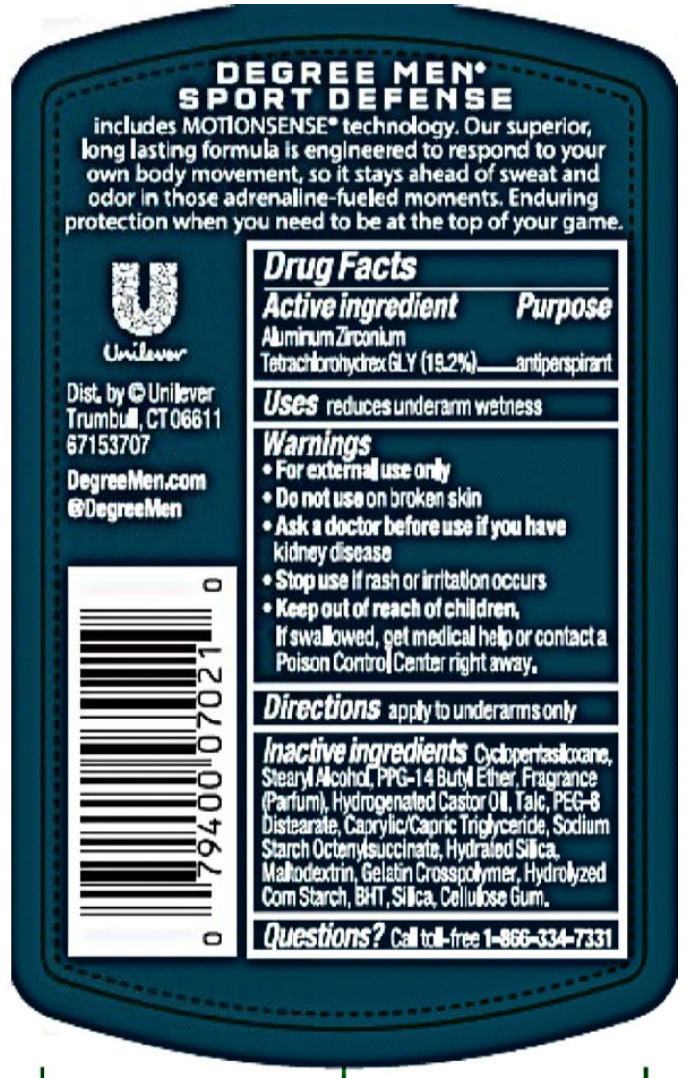 DEGREE MEN®
SPORT DEFENSE
includes MOTIONSENSE® technology. Our superior,
long lasting formula is engineered to respond to your
own body movement, so it stays ahead of sweat and
odor in those adrenaline-fueled moments. Enduring
protection when you need to be at the top of your game.
Unilever
Dist. by © Unilever
Trumbull, CT 06611
67153707
DegreeMen.com
@DegreeMen
0 79400 07021 0
Drug Facts
Active ingredient Purpose
Aluminum Zirconium
Tetrachlorohydrex GLY (19.2%) antiperspirant
Uses reduces underarm wetness
Warnings
• For external use only
• Do not use on broken skin
• Ask a doctor before use if you have
kidney disease
• Stop use if rash or irritation occurs
• Keep out of reach of children.
If swallowed, get medical help or contact a
Poison Control Center right away.
Directions apply to underarms only
Inactive ingredients Cyclopentasiloxane,
Stearyl Alcohol, PPG-14 Butyl Ether, Fragrance
(Parfum), Hydrogenated Castor Oil, Talc, PEG-8
Distearate, Caprylic/Capric Triglyceride, Sodium
Starch Octenylsuccinate, Hydrated Silica,
Maltodextrin, Gelatin Crosspolymer, Hydrolyzed
Corn Starch, BHT, Silica, Cellulose Gum.
Questions? Call toll-free 1-866-334-7331